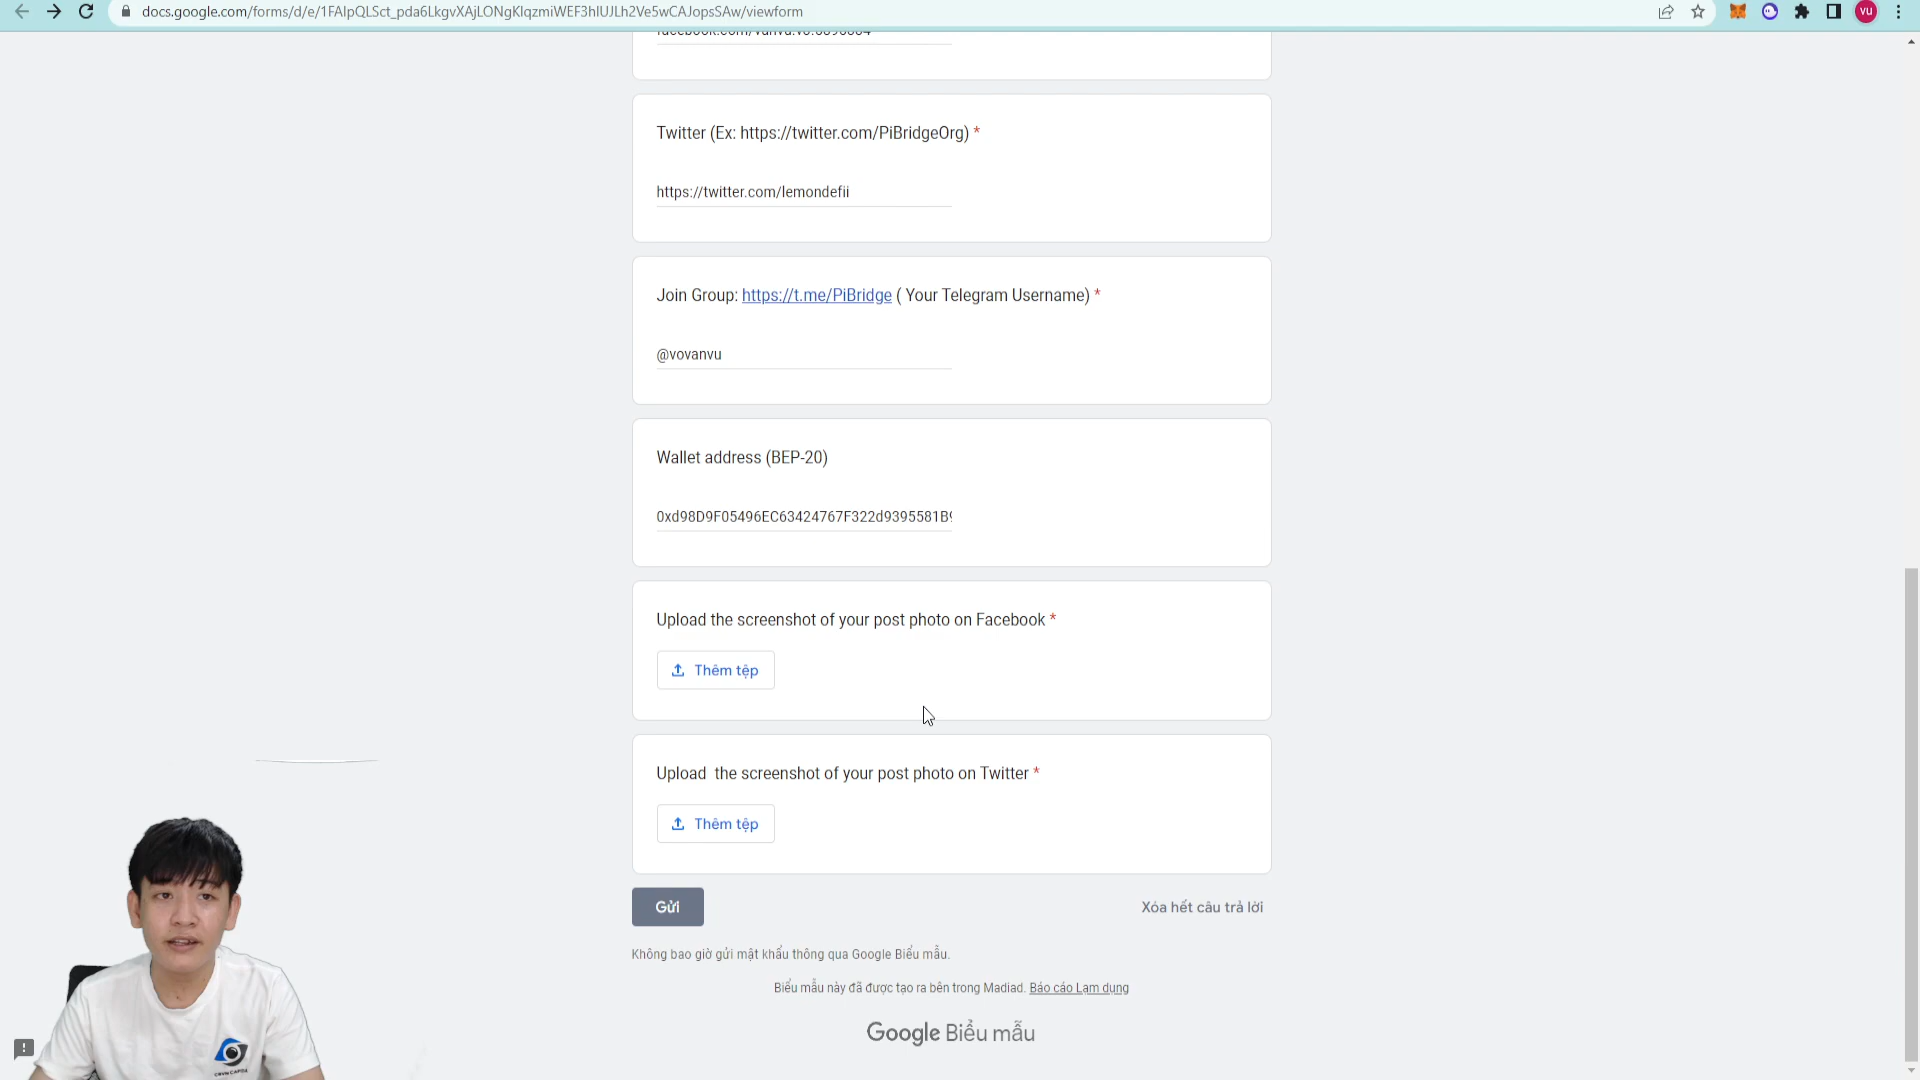 docs.google.com/forms/d/e/1FAIpQLSct_pda6LkgvXAjLONgKlqzmiWEF3hlUJLh2Ve5wCAJopsSAw/viewform
vu
Twitter (Ex: https://twitter.com/PiBridgeOrg) *
https://twitter.com/lemondefii
Join Group: https://t.me/PiBridge ( Your Telegram Username) *
@vovanvu
Wallet address (BEP-20)
0xd98D9F05496EC63424767F322d9395581B
Upload the screenshot of your post photo on Facebook *
Thêm tệp
Upload  the screenshot of your post photo on Twitter *
Thêm tệp
Gửi
Xóa hết câu trả lời
Không bao giờ gửi mật khẩu thông qua Google Biểu mẫu.
Biểu mẫu này đã được tạo ra bên trong Madiad. Báo cáo Lạm dụng
Google Biểu mẫu